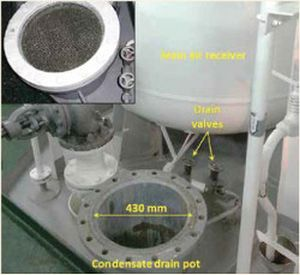 Main air receiver
Drain
valves
430 mm
Condensate drain pot